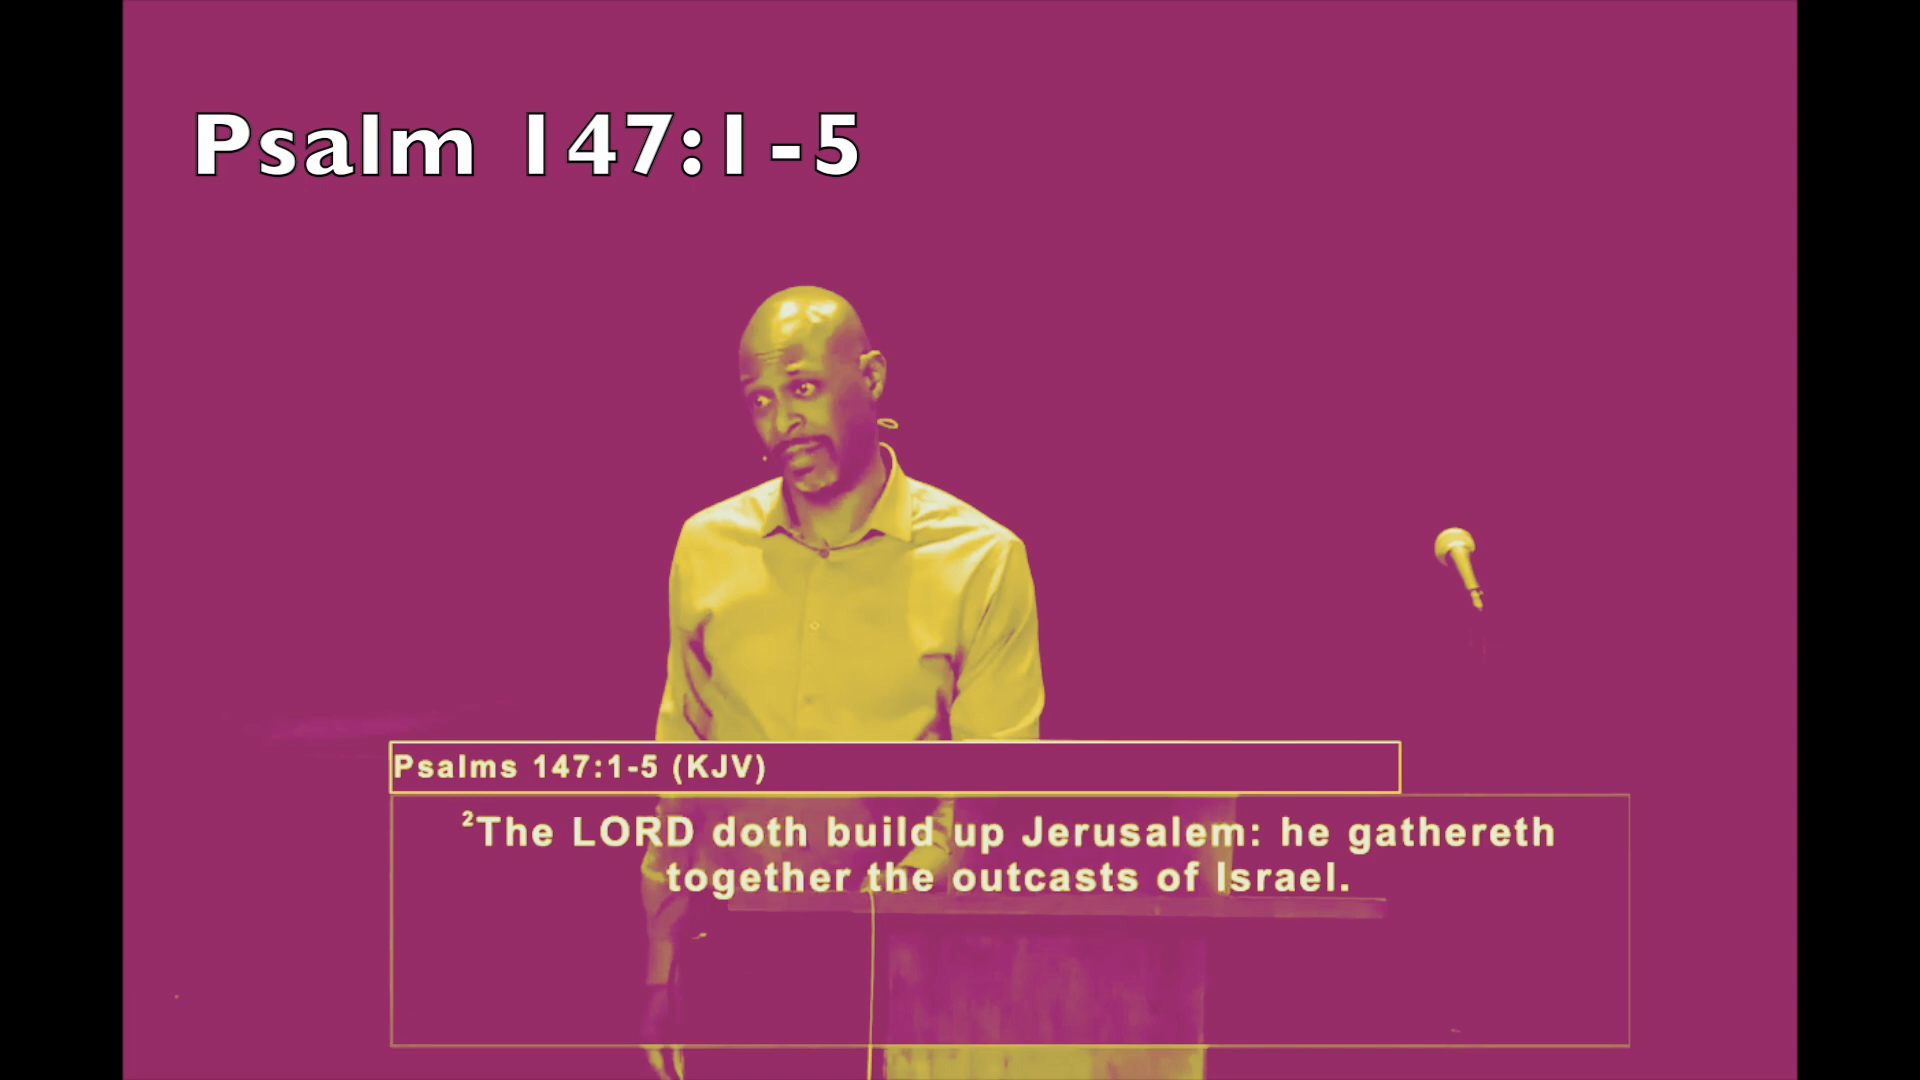 Psalm 147:1-5
Psalms 147:1-5 (KJV)
²The LORD doth build up Jerusalem: he gathereth
together the outcasts of Israel.